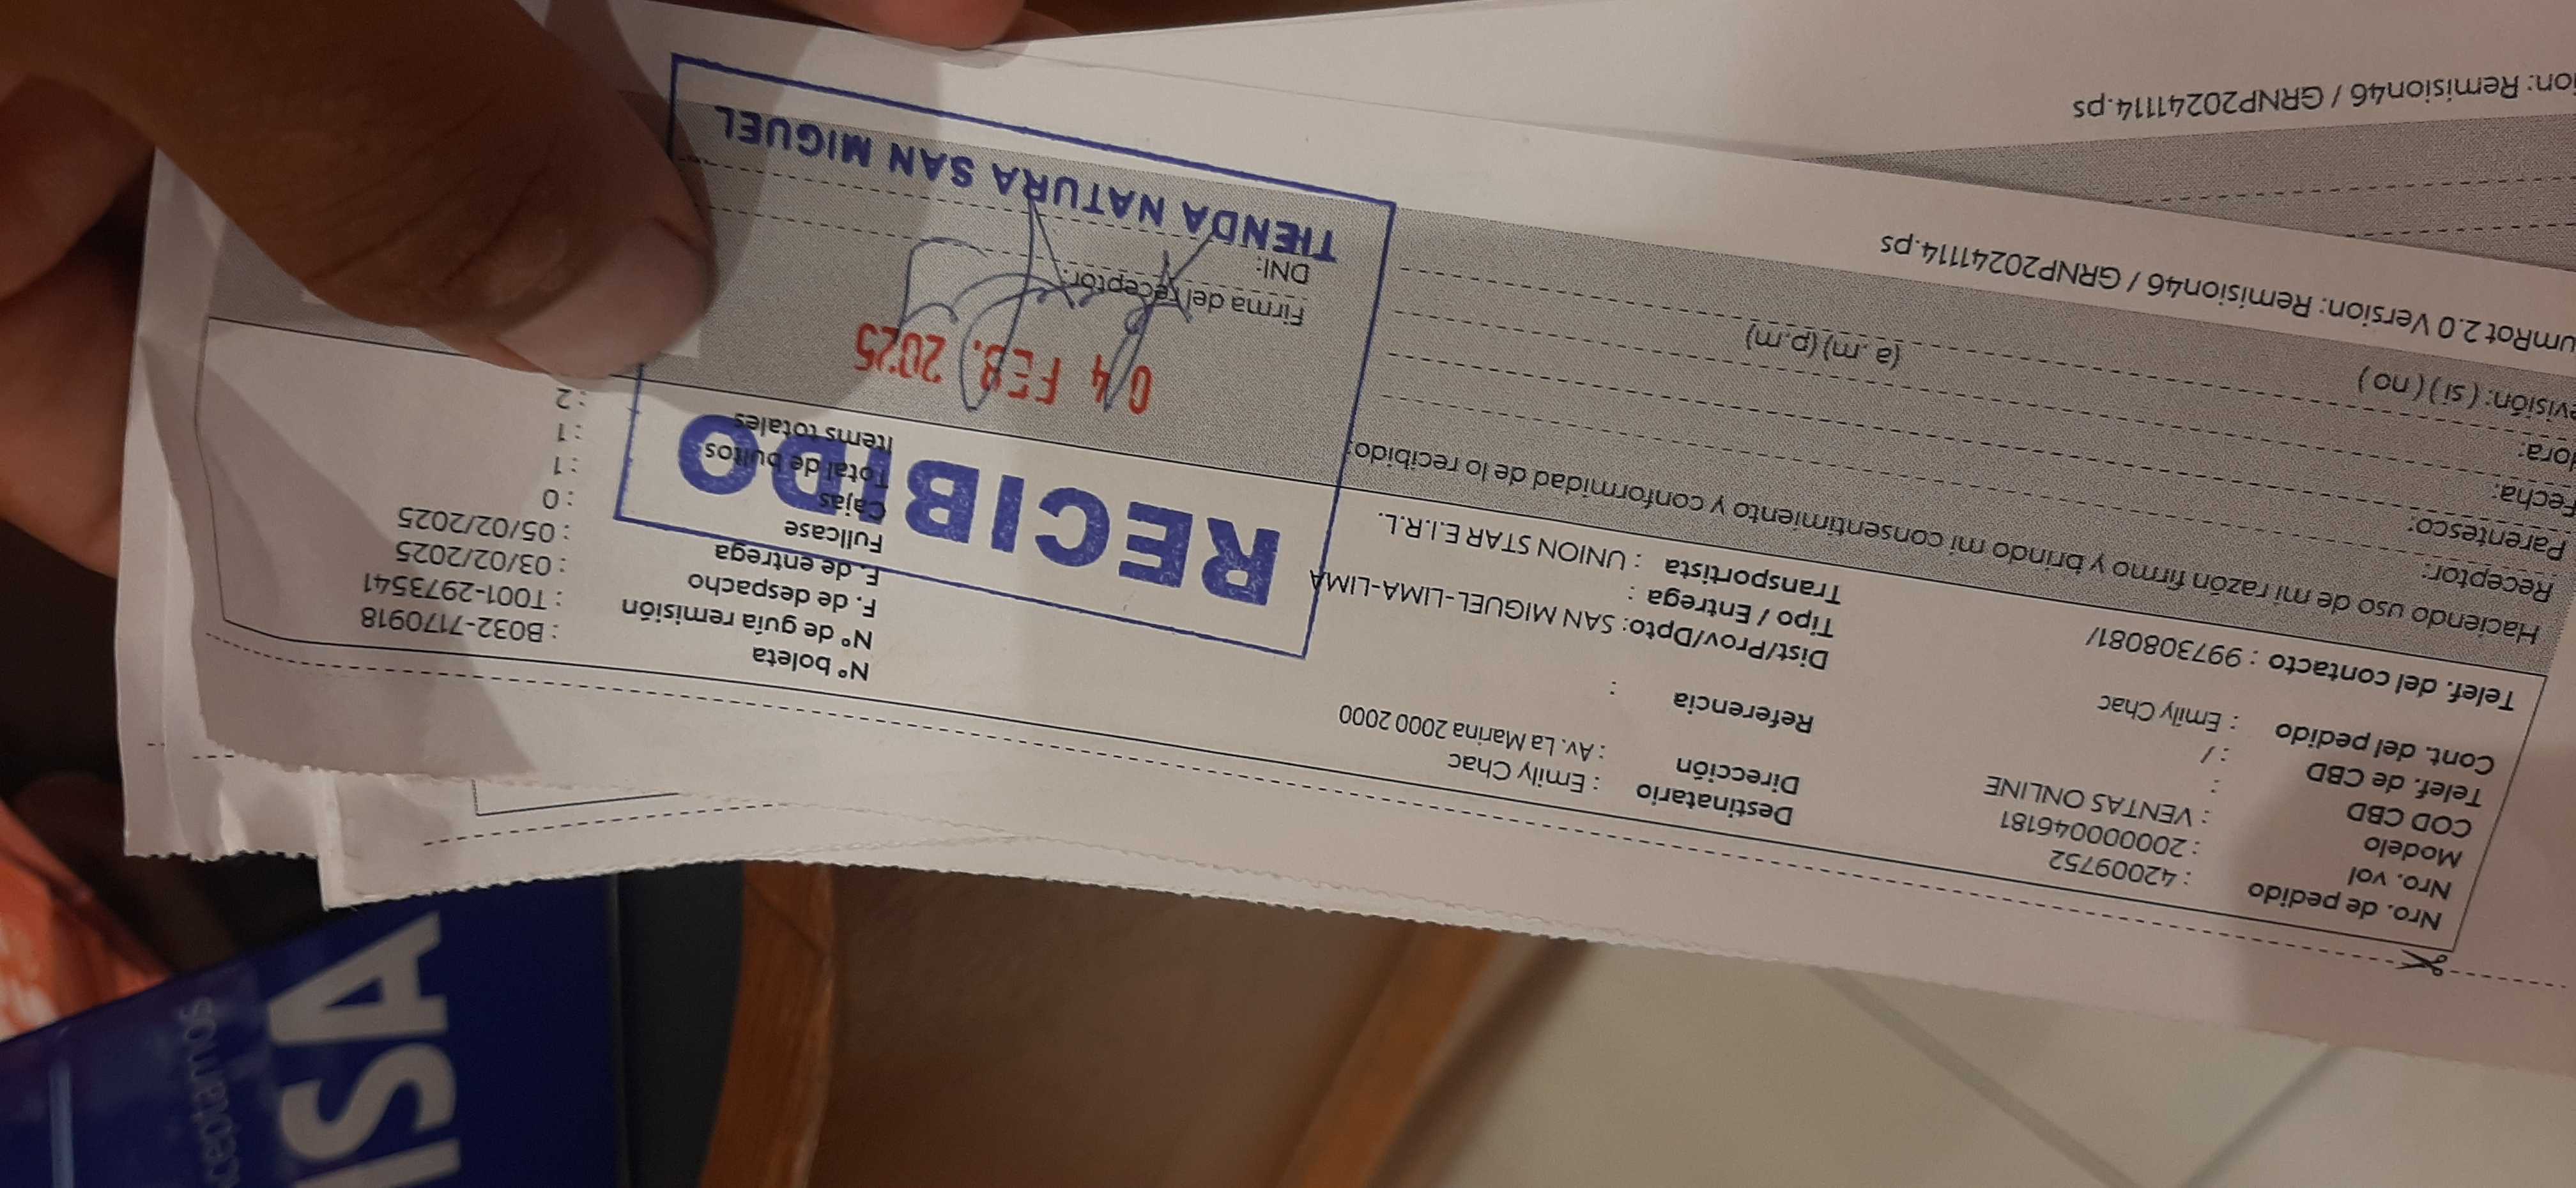 Nro. de pedido : 42009752
Nro. vol : 200000046181
Modelo : VENTAS ONLINE
COD CBD :
Telef. de CBD : /
Cont. del pedido : Emily Chac
Telef. del contacto : 997308081/
Destinatario : Emily Chac
Dirección : Av. La Marina 2000 2000
Referencia :
Dist/Prov/Dpto: SAN MIGUEL-LIMA-LIMA
Tipo / Entrega :
Transportista : UNION STAR E.I.R.L.
N° boleta : B032-7170918
N° de guía remisión : T001-2973541
F. de despacho : 03/02/2025
F. de entrega : 05/02/2025
Fullcase : 0
Cajas : 1
Total de bultos : 1
Items totales : 2
Haciendo uso de mi razón firmo y brindo mi consentimiento y conformidad de lo recibido:
Receptor:
Parentesco:
Fecha:
Hora: (a .m) (p.m)
evisión: ( si ) ( no )
Firma del receptor:
DNI:
RECIBIDO
04 FEB. 2025
TIENDA NATURA SAN MIGUEL
umRot 2.0 Version: Remision46 / GRNP20241114.ps
ion: Remision46 / GRNP20241114.ps
ISA
ceptamos